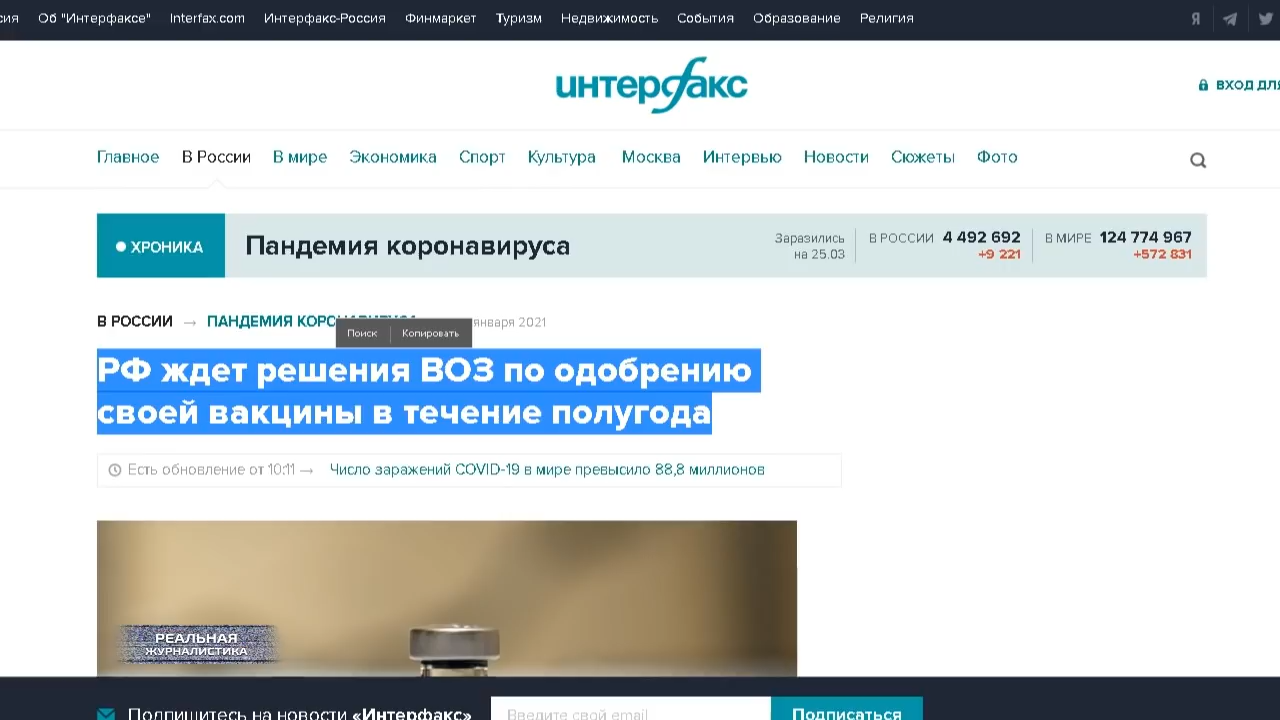 сия Об "Интерфаксе" Interfax.com Интерфакс-Россия Финмаркет Туризм Недвижимость События Образование Религия Я
интерфакс
ВХОД ДЛЯ
Главное В России В мире Экономика Спорт Культура Москва Интервью Новости Сюжеты Фото
ХРОНИКА Пандемия коронавируса
Заразились
на 25.03
В РОССИИ 4 492 692
+9 221
В МИРЕ 124 774 967
+572 831
В РОССИИ → января 2021
Поиск Копировать
РФ ждет решения ВОЗ по одобрению
своей вакцины в течение полугода
Есть обновление от 10:11 → Число заражений COVID-19 в мире превысило 88,8 миллионов
РЕАЛЬНАЯ
ЖУРНАЛИСТИКА
Подпишитесь на новости «Интерфакс» Введите свой email Подписаться